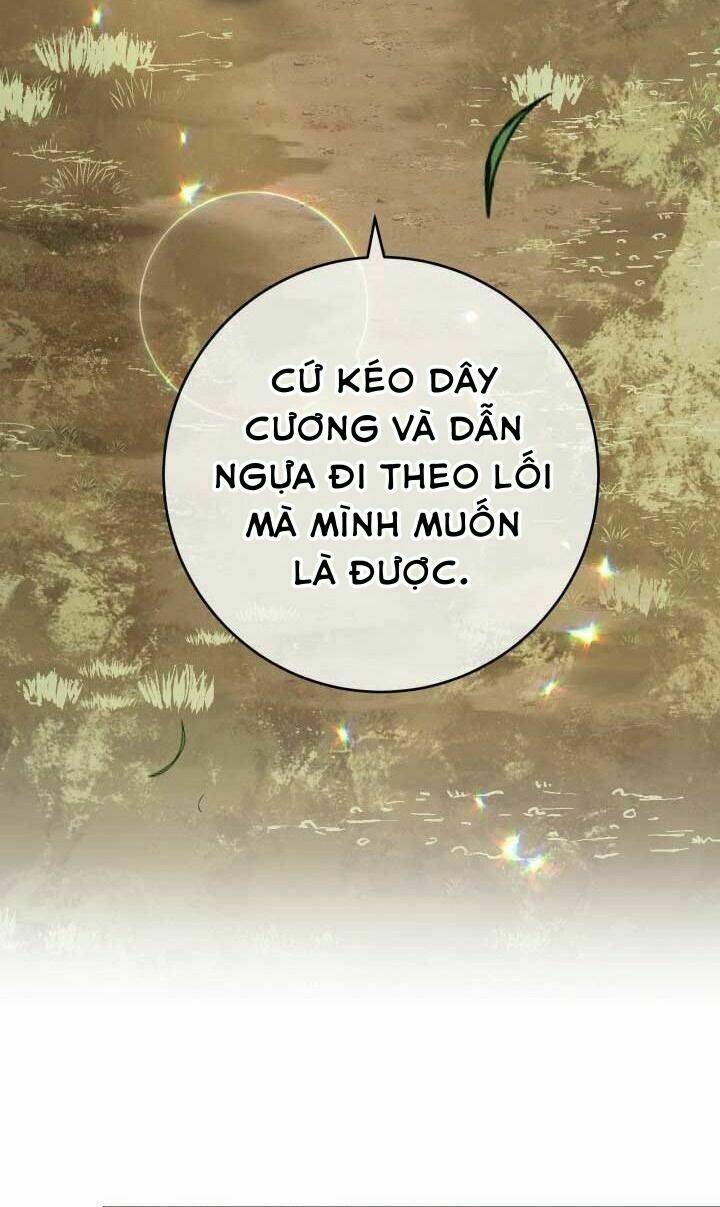 CỨ KÉO DÂY
CƯƠNG VÀ DẪN
NGỰA ĐI THEO LỐI
MÀ MÌNH MUỐN
LÀ ĐƯỢC.